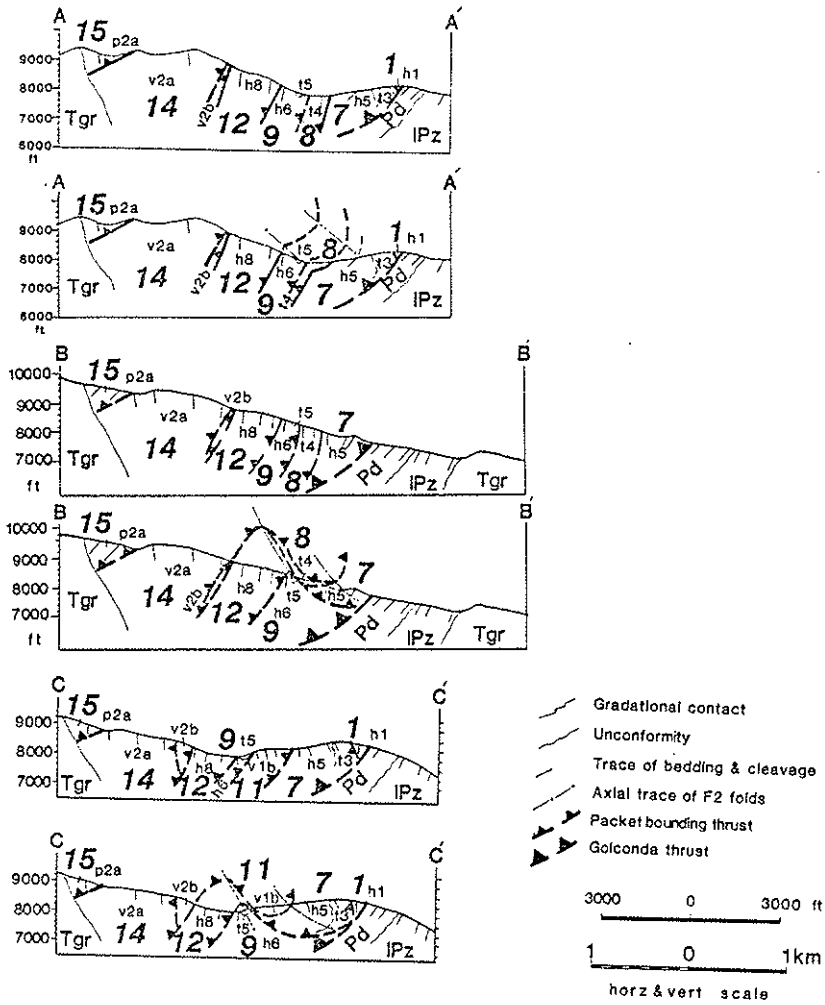 A A′
15 p2a
9000
8000
7000
6000
ft
v2a
14
Tgr
v2b
12
h8
9
h6
t5
8
t4
7
h5
1 h1
t3
Pd
IPz
A A′
15 p2a
9000
8000
7000
6000
ft
v2a
14
Tgr
v2b
12
h8
9
h6
t5
8
t4
7
h5
1 h1
t3
Pd
IPz
B B′
15 p2a
10000
9000
8000
7000
ft
v2a
14
Tgr
v2b
12
h8
9
h6
t5
8
t4
7
h5
Pd
IPz
Tgr
B B′
15 p2a
10000
9000
8000
7000
ft
v2a
14
Tgr
v2b
12
h8
9
h6
t5
8
t4
7
h5
Pd
IPz
Tgr
C C′
15 p2a
9000
8000
7000
v2a
14
Tgr
v2b
12
h8
h6
9 t5
v1b
11
7
h5
1 h1
t3
Pd
IPz
C C′
15 p2a
9000
8000
7000
v2a
14
Tgr
v2b
12
h8
t5
9
11
v1b
h6
7
h5
1 h1
t3
Pd
IPz
Gradational contact
Unconformity
Trace of bedding & cleavage
Axial trace of F2 folds
Packet bounding thrust
Golconda thrust
3000 0 3000 ft
1 0 1km
horz & vert scale